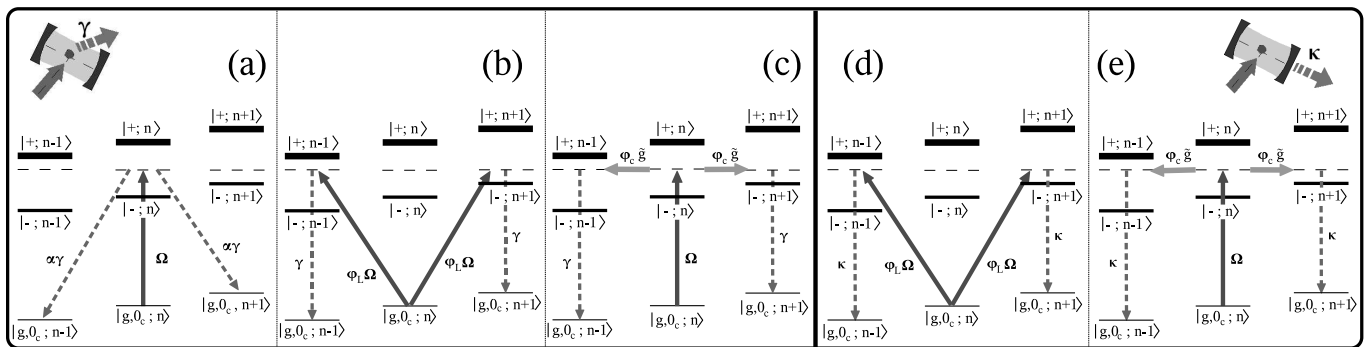 γ
(a)
|+; n-1⟩
|+; n⟩
|+; n+1⟩
|-; n-1⟩
|-; n⟩
|-; n+1⟩
αγ
Ω
αγ
|g,0c; n-1⟩
|g,0c; n⟩
|g,0c, n+1⟩
(b)
|+; n-1⟩
|+; n⟩
|+; n+1⟩
|-; n-1⟩
|-; n⟩
|-; n+1⟩
γ
φLΩ
φLΩ
γ
|g,0c; n-1⟩
|g,0c; n⟩
|g,0c; n+1⟩
(c)
|+; n-1⟩
|+; n⟩
|+; n+1⟩
φc g̃
φc g̃
|-; n-1⟩
|-; n⟩
|-; n+1⟩
γ
Ω
γ
|g,0c; n-1⟩
|g,0c; n⟩
|g,0c; n+1⟩
(d)
|+; n-1⟩
|+; n⟩
|+; n+1⟩
|-; n-1⟩
|-; n⟩
|-; n+1⟩
κ
φLΩ
φLΩ
κ
|g,0c; n-1⟩
|g,0c; n⟩
|g,0c; n+1⟩
(e)
κ
|+; n-1⟩
|+; n⟩
|+; n+1⟩
φc g̃
φc g̃
|-; n-1⟩
|-; n⟩
|-; n+1⟩
κ
Ω
κ
|g,0c; n-1⟩
|g,0c; n⟩
|g,0c; n+1⟩